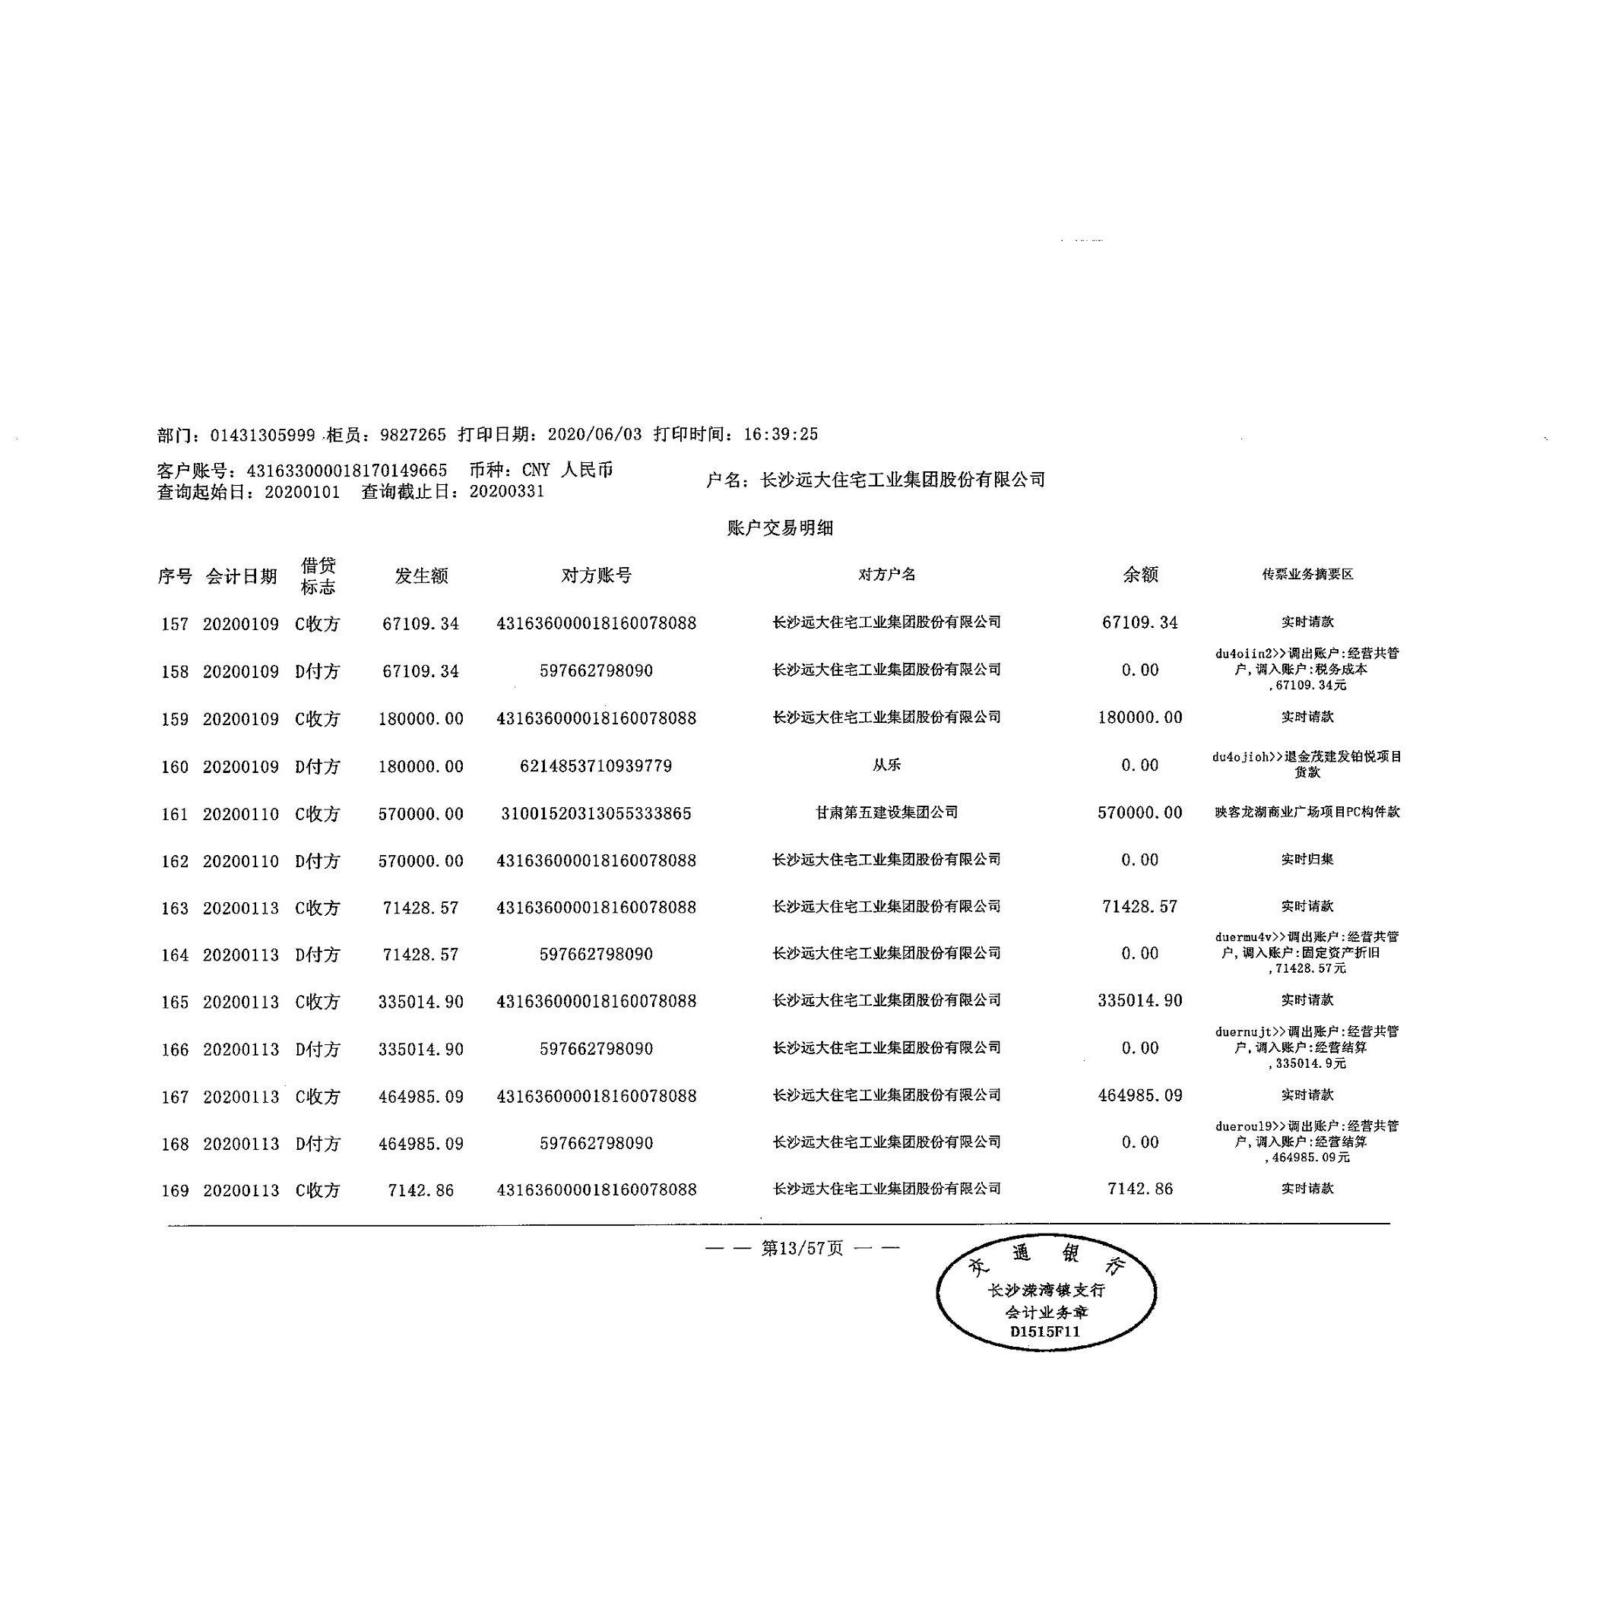 部门：01431305999 柜员：9827265 打印日期：2020/06/03 打印时间：16:39:25
客户账号：431633000018170149665 币种：CNY 人民币
户名：长沙远大住宅工业集团股份有限公司
查询起始日：20200101 查询截止日：20200331
账户交易明细
序号 会计日期 借贷标志 发生额 对方账号 对方户名 余额 传票业务摘要区
157 20200109 C收方 67109.34 431636000018160078088 长沙远大住宅工业集团股份有限公司 67109.34 实时请款
158 20200109 D付方 67109.34 597662798090 长沙远大住宅工业集团股份有限公司 0.00 du4oiin2>>调出账户:经营共管
户,调入账户:税务成本
,67109.34元
159 20200109 C收方 180000.00 431636000018160078088 长沙远大住宅工业集团股份有限公司 180000.00 实时请款
160 20200109 D付方 180000.00 6214853710939779 从乐 0.00 du4ojioh>>退金茂建发铂悦项目
货款
161 20200110 C收方 570000.00 31001520313055333865 甘肃第五建设集团公司 570000.00 映客龙湖商业广场项目PC构件款
162 20200110 D付方 570000.00 431636000018160078088 长沙远大住宅工业集团股份有限公司 0.00 实时归集
163 20200113 C收方 71428.57 431636000018160078088 长沙远大住宅工业集团股份有限公司 71428.57 实时请款
164 20200113 D付方 71428.57 597662798090 长沙远大住宅工业集团股份有限公司 0.00 duermu4v>>调出账户:经营共管
户,调入账户:固定资产折旧
,71428.57元
165 20200113 C收方 335014.90 431636000018160078088 长沙远大住宅工业集团股份有限公司 335014.90 实时请款
166 20200113 D付方 335014.90 597662798090 长沙远大住宅工业集团股份有限公司 0.00 duernujt>>调出账户:经营共管
户,调入账户:经营结算
,335014.9元
167 20200113 C收方 464985.09 431636000018160078088 长沙远大住宅工业集团股份有限公司 464985.09 实时请款
168 20200113 D付方 464985.09 597662798090 长沙远大住宅工业集团股份有限公司 0.00 dueroul9>>调出账户:经营共管
户,调入账户:经营结算
,464985.09元
169 20200113 C收方 7142.86 431636000018160078088 长沙远大住宅工业集团股份有限公司 7142.86 实时请款
— — 第13/57页 — —
交通银行
长沙溁湾镇支行
会计业务章
D1515F11